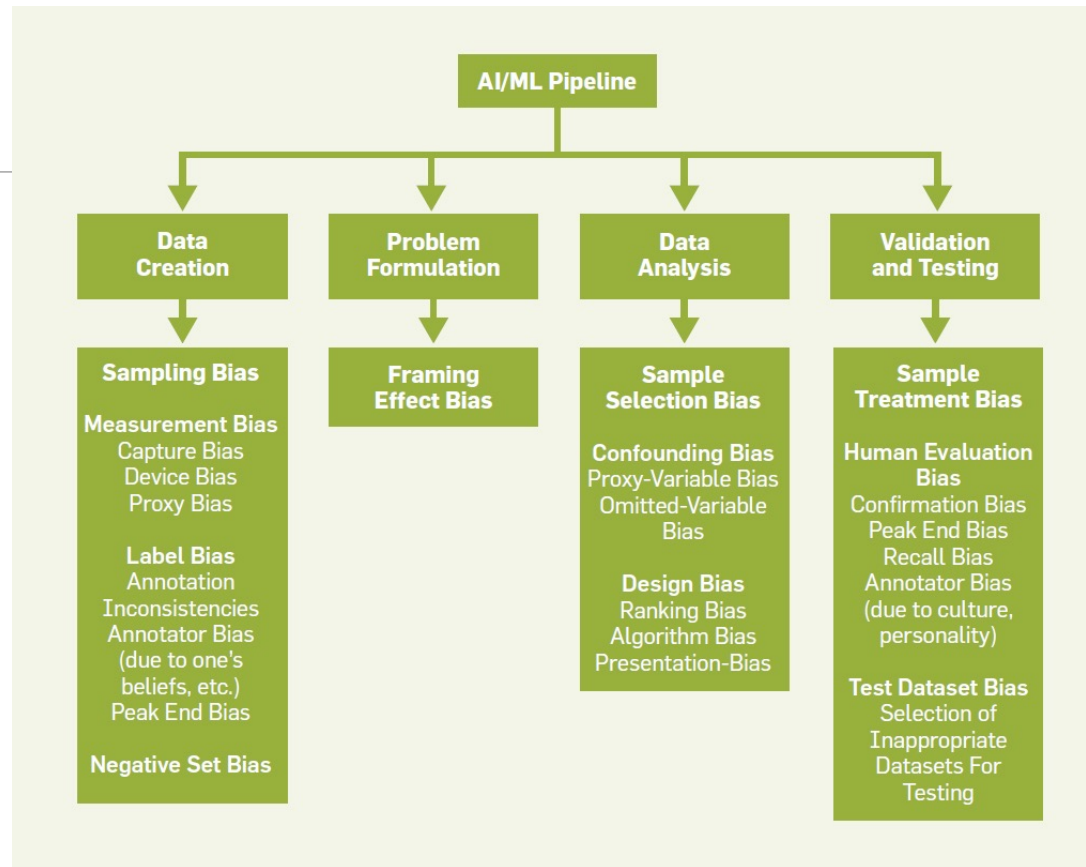 AI/ML Pipeline
Data
Creation
Problem
Formulation
Data
Analysis
Validation
and Testing
Sampling Bias
Measurement Bias
Capture Bias
Device Bias
Proxy Bias
Label Bias
Annotation
Inconsistencies
Annotator Bias
(due to one's
beliefs, etc.)
Peak End Bias
Negative Set Bias
Framing
Effect Bias
Sample
Selection Bias
Confounding Bias
Proxy-Variable Bias
Omitted-Variable
Bias
Design Bias
Ranking Bias
Algorithm Bias
Presentation-Bias
Sample
Treatment Bias
Human Evaluation
Bias
Confirmation Bias
Peak End Bias
Recall Bias
Annotator Bias
(due to culture,
personality)
Test Dataset Bias
Selection of
Inappropriate
Datasets For
Testing